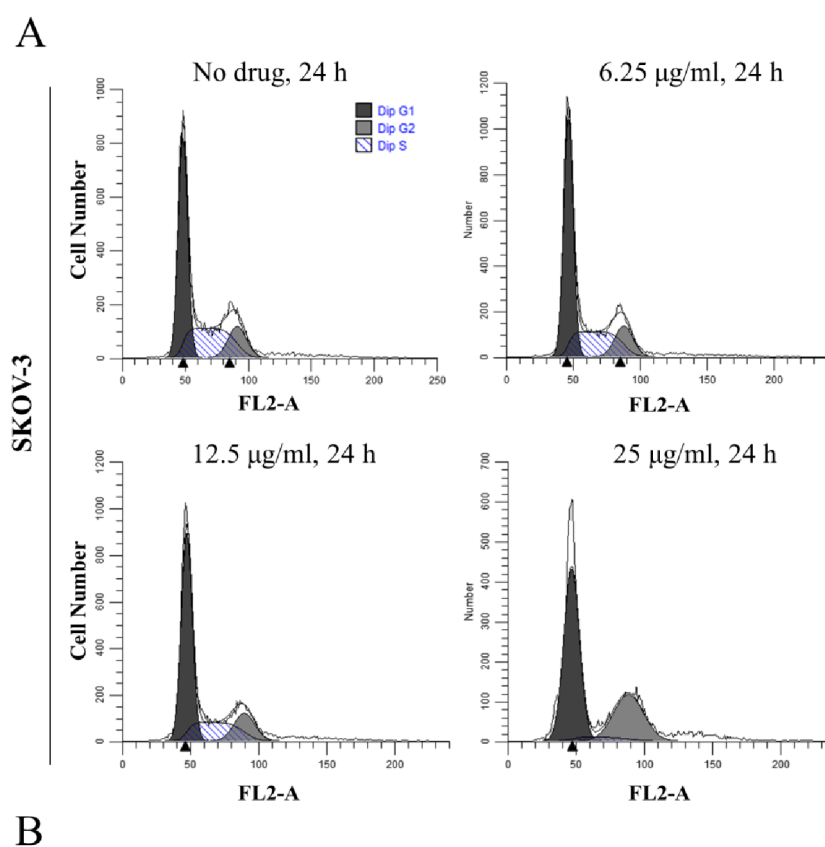 A
SKOV-3
No drug, 24 h
Cell Number
1000
800
600
400
200
0
Dip G1
Dip G2
Dip S
0 50 100 150 200 250
FL2-A
6.25 μg/ml, 24 h
Number
1200
1000
800
600
400
200
0
0 50 100 150 200
FL2-A
12.5 μg/ml, 24 h
Cell Number
1200
1000
800
600
400
200
0
0 50 100 150 200
FL2-A
25 μg/ml, 24 h
Number
700
600
500
400
300
200
100
0
0 50 100 150 200
FL2-A
B